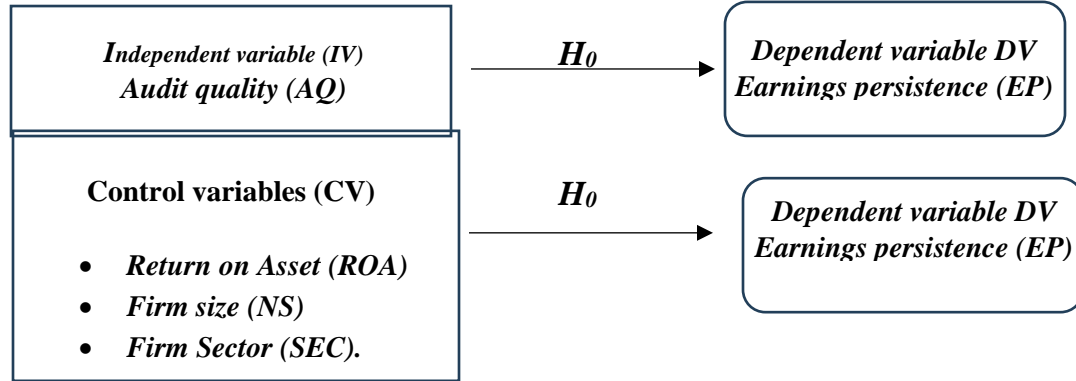 Independent variable (IV)
Audit quality (AQ)
H0
Dependent variable DV
Earnings persistence (EP)
Control variables (CV)
• Return on Asset (ROA)
• Firm size (NS)
• Firm Sector (SEC).
H0
Dependent variable DV
Earnings persistence (EP)